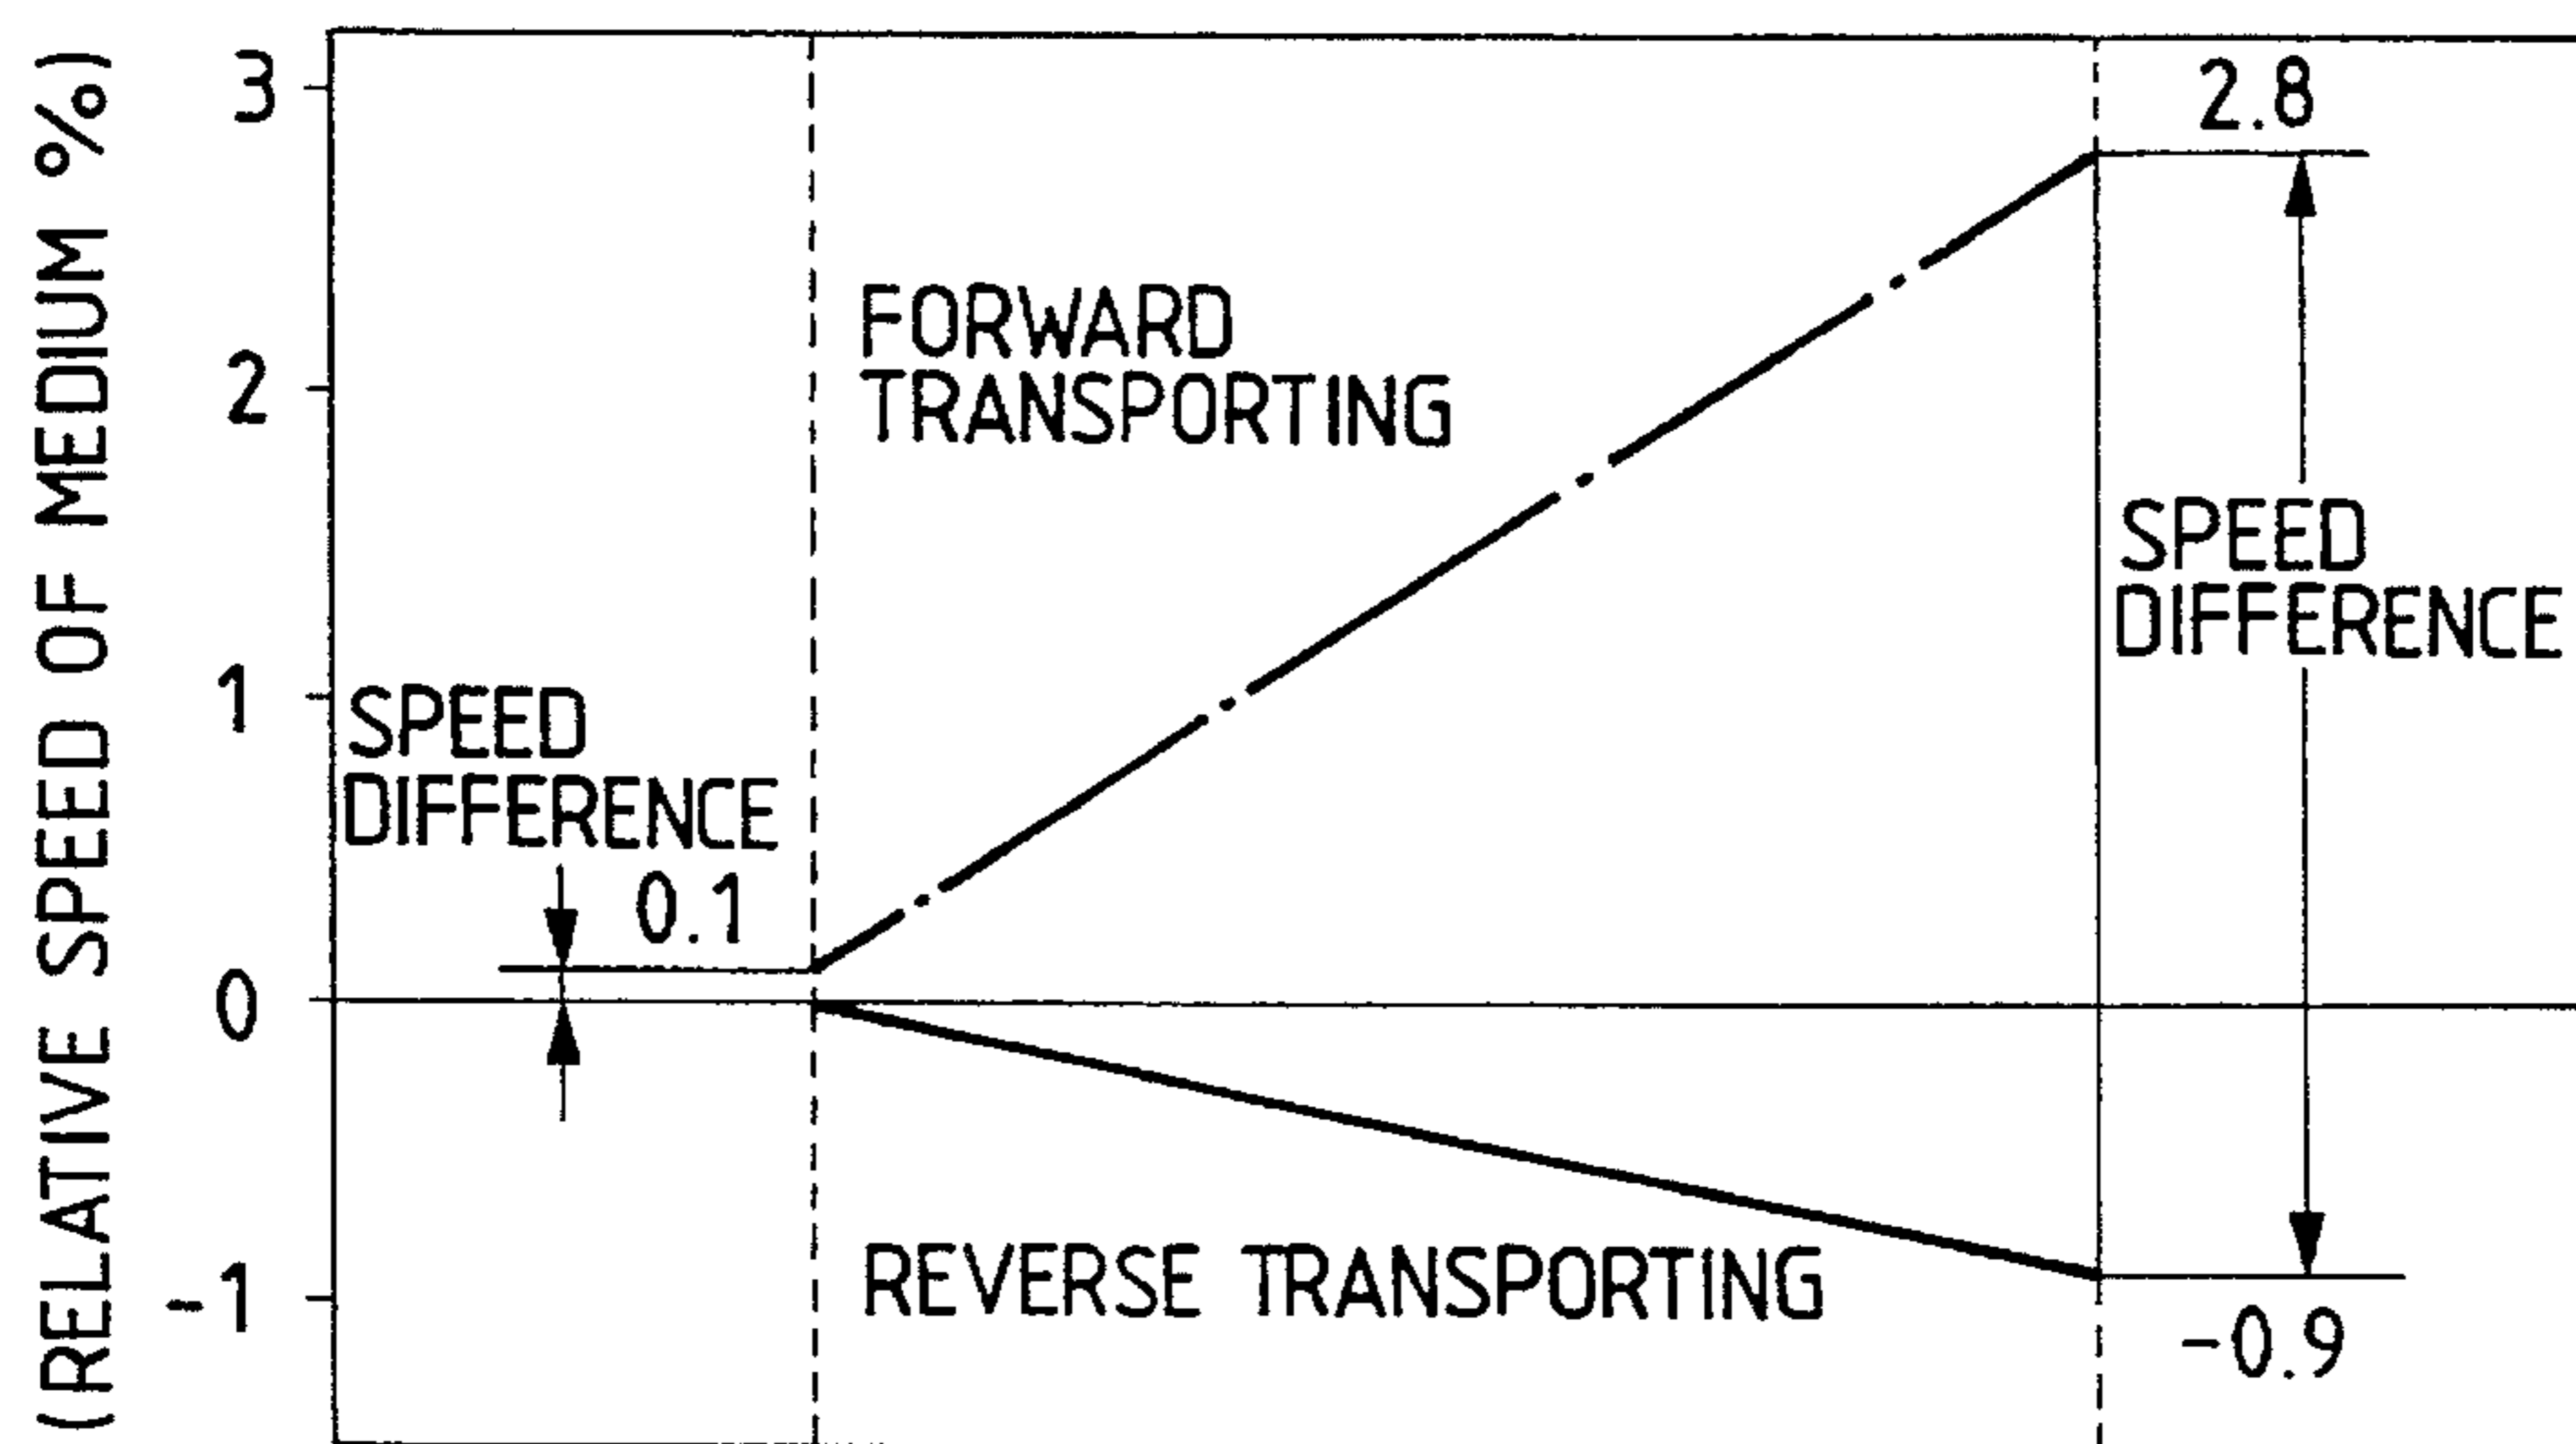 (RELATIVE SPEED OF MEDIUM %)
3
2
1
0
-1
2.8
FORWARD
TRANSPORTING
SPEED
DIFFERENCE
SPEED
DIFFERENCE
0.1
REVERSE TRANSPORTING
-0.9